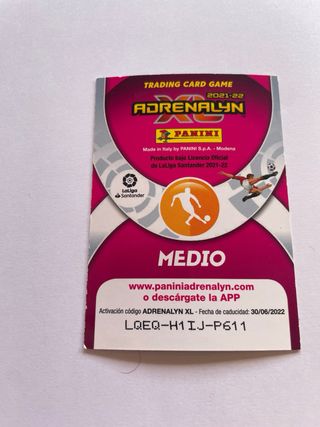 TRADING CARD GAME
2021-22
ADRENALYN
XL
PANINI
Made in Italy by PANINI S.p.A. - Modena
Producto bajo Licencia Oficial
de LaLiga Santander 2021-22
LaLiga
Santander
MEDIO
www.paniniadrenalyn.com
o descárgate la APP
Activación código ADRENALYN XL - Fecha de caducidad: 30/06/2022
LQEQ-H1IJ-P611